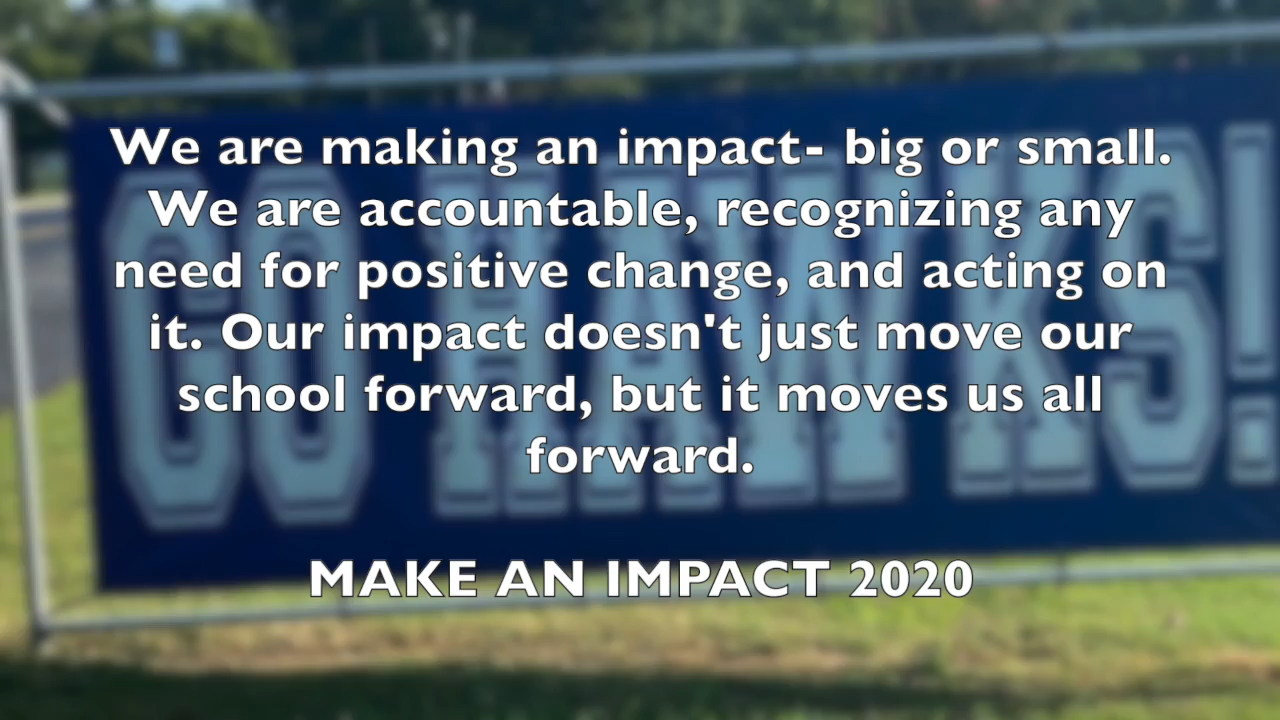 We are making an impact- big or small.
We are accountable, recognizing any
need for positive change, and acting on
it. Our impact doesn't just move our
school forward, but it moves us all
forward.
MAKE AN IMPACT 2020
GO HAWKS!